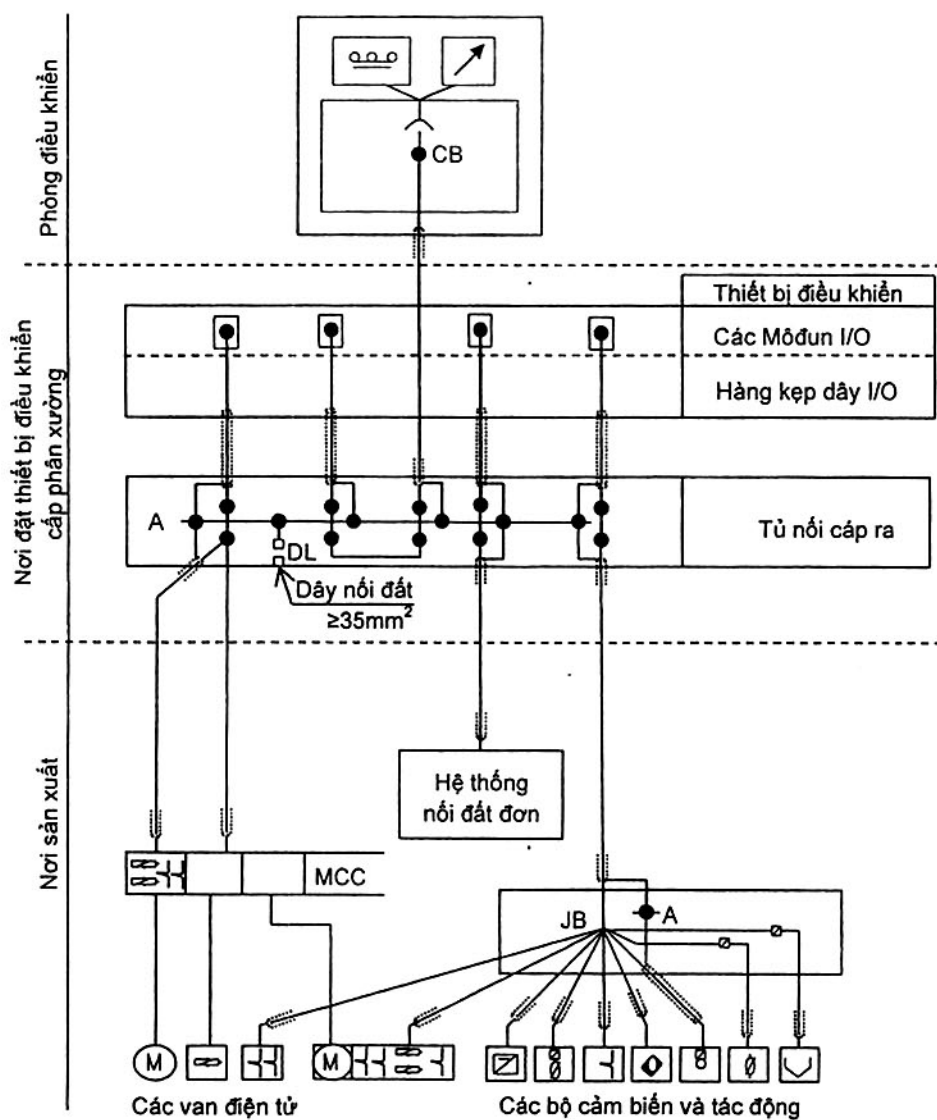 Phòng điều khiển
CB
Nơi đặt thiết bị điều khiển
cấp phân xưởng
Thiết bị điều khiển
Các Môđun I/O
Hàng kẹp dây I/O
A
DL
Dây nối đất
≥35mm²
Tủ nối cáp ra
Nơi sản xuất
Hệ thống
nối đất đơn
MCC
JB
A
M
M
Các van điện tử
Các bộ cảm biến và tác động